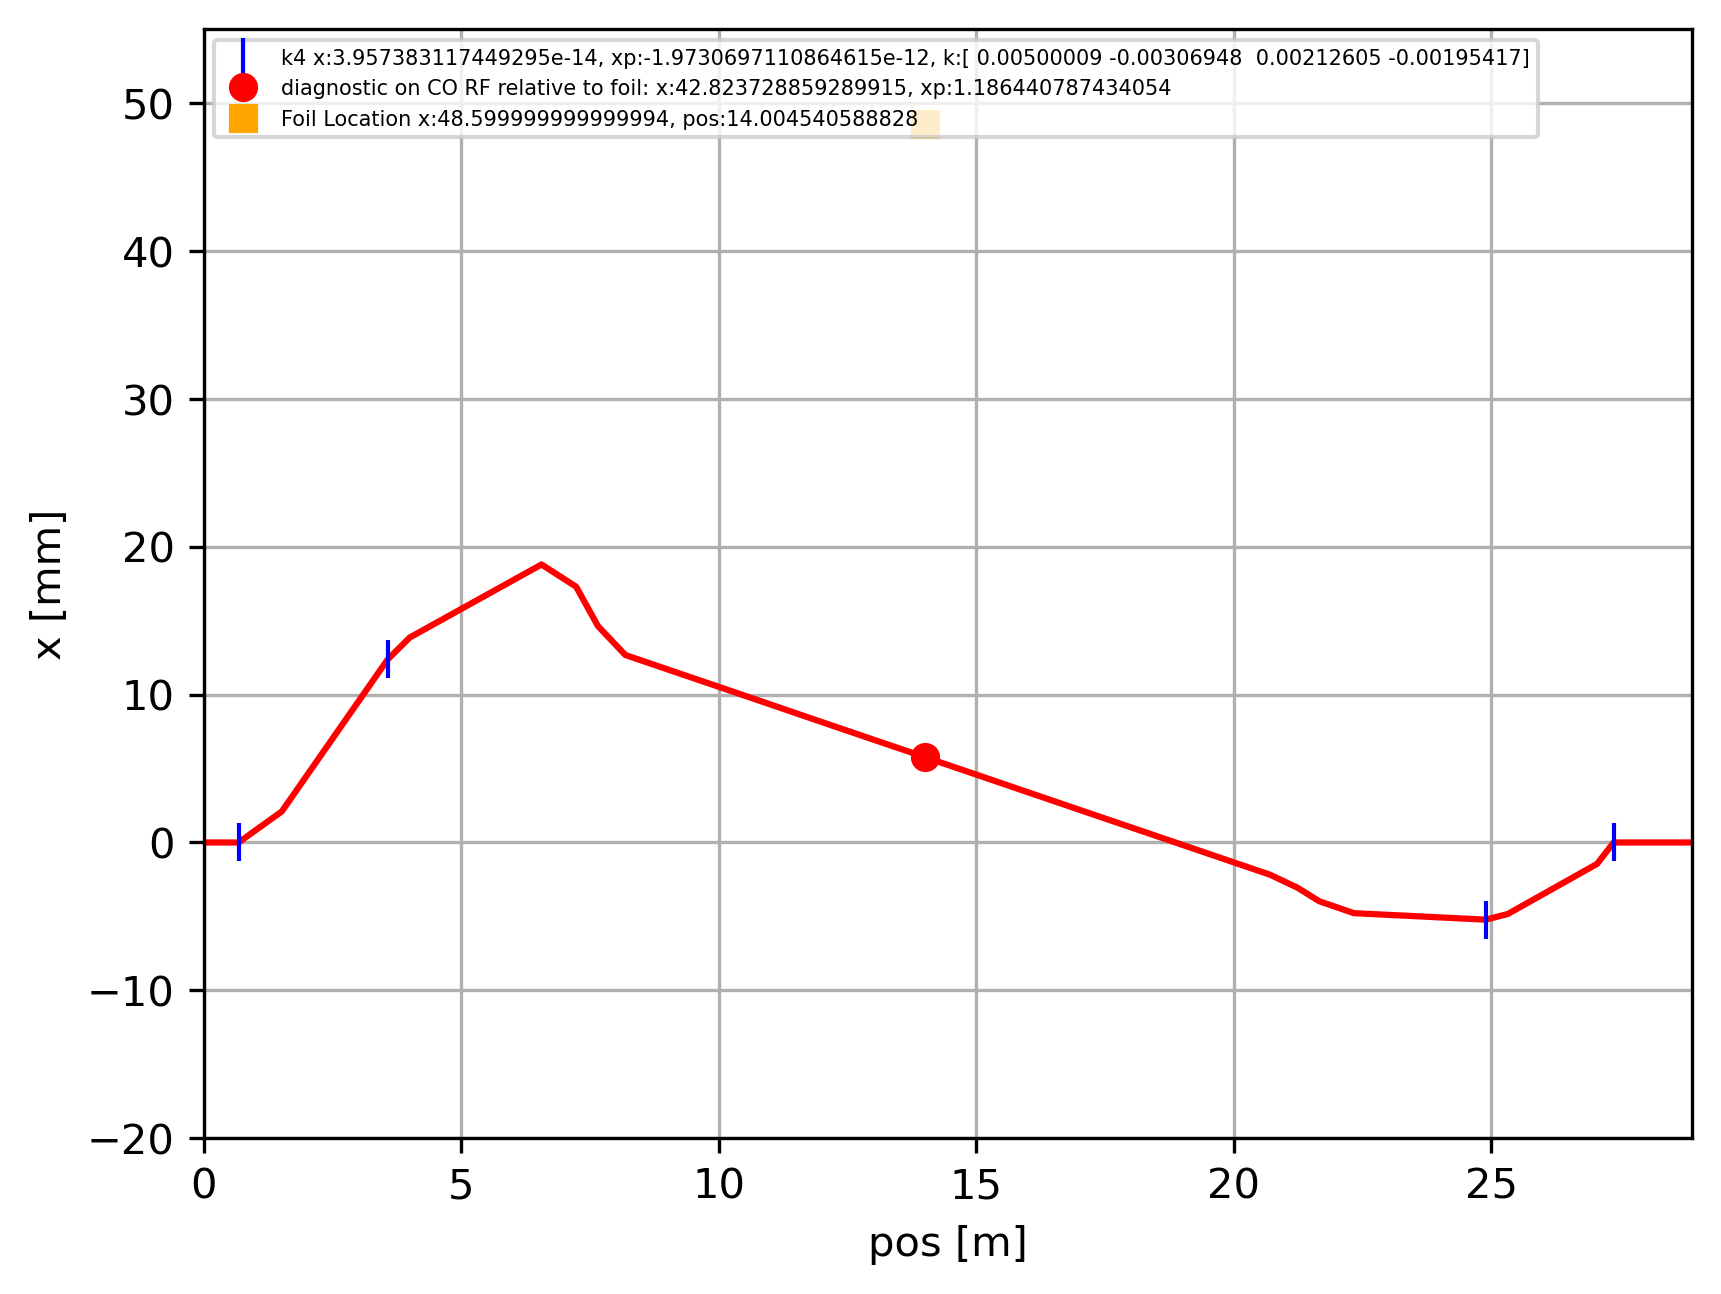 k4 x:3.957383117449295e-14, xp:-1.9730697110864615e-12, k:[ 0.00500009 -0.00306948  0.00212605 -0.00195417]
diagnostic on CO RF relative to foil: x:42.823728859289915, xp:1.186440787434054
Foil Location x:48.599999999999994, pos:14.004540588828
50
40
30
20
10
0
−10
−20
x [mm]
0 5 10 15 20 25
pos [m]